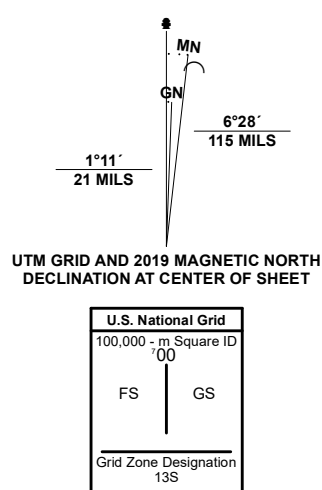 MN
GN
6°28´
115 MILS
1°11´
21 MILS
UTM GRID AND 2019 MAGNETIC NORTH
DECLINATION AT CENTER OF SHEET
U.S. National Grid
100,000 - m Square ID
⁷00
FS GS
Grid Zone Designation
13S